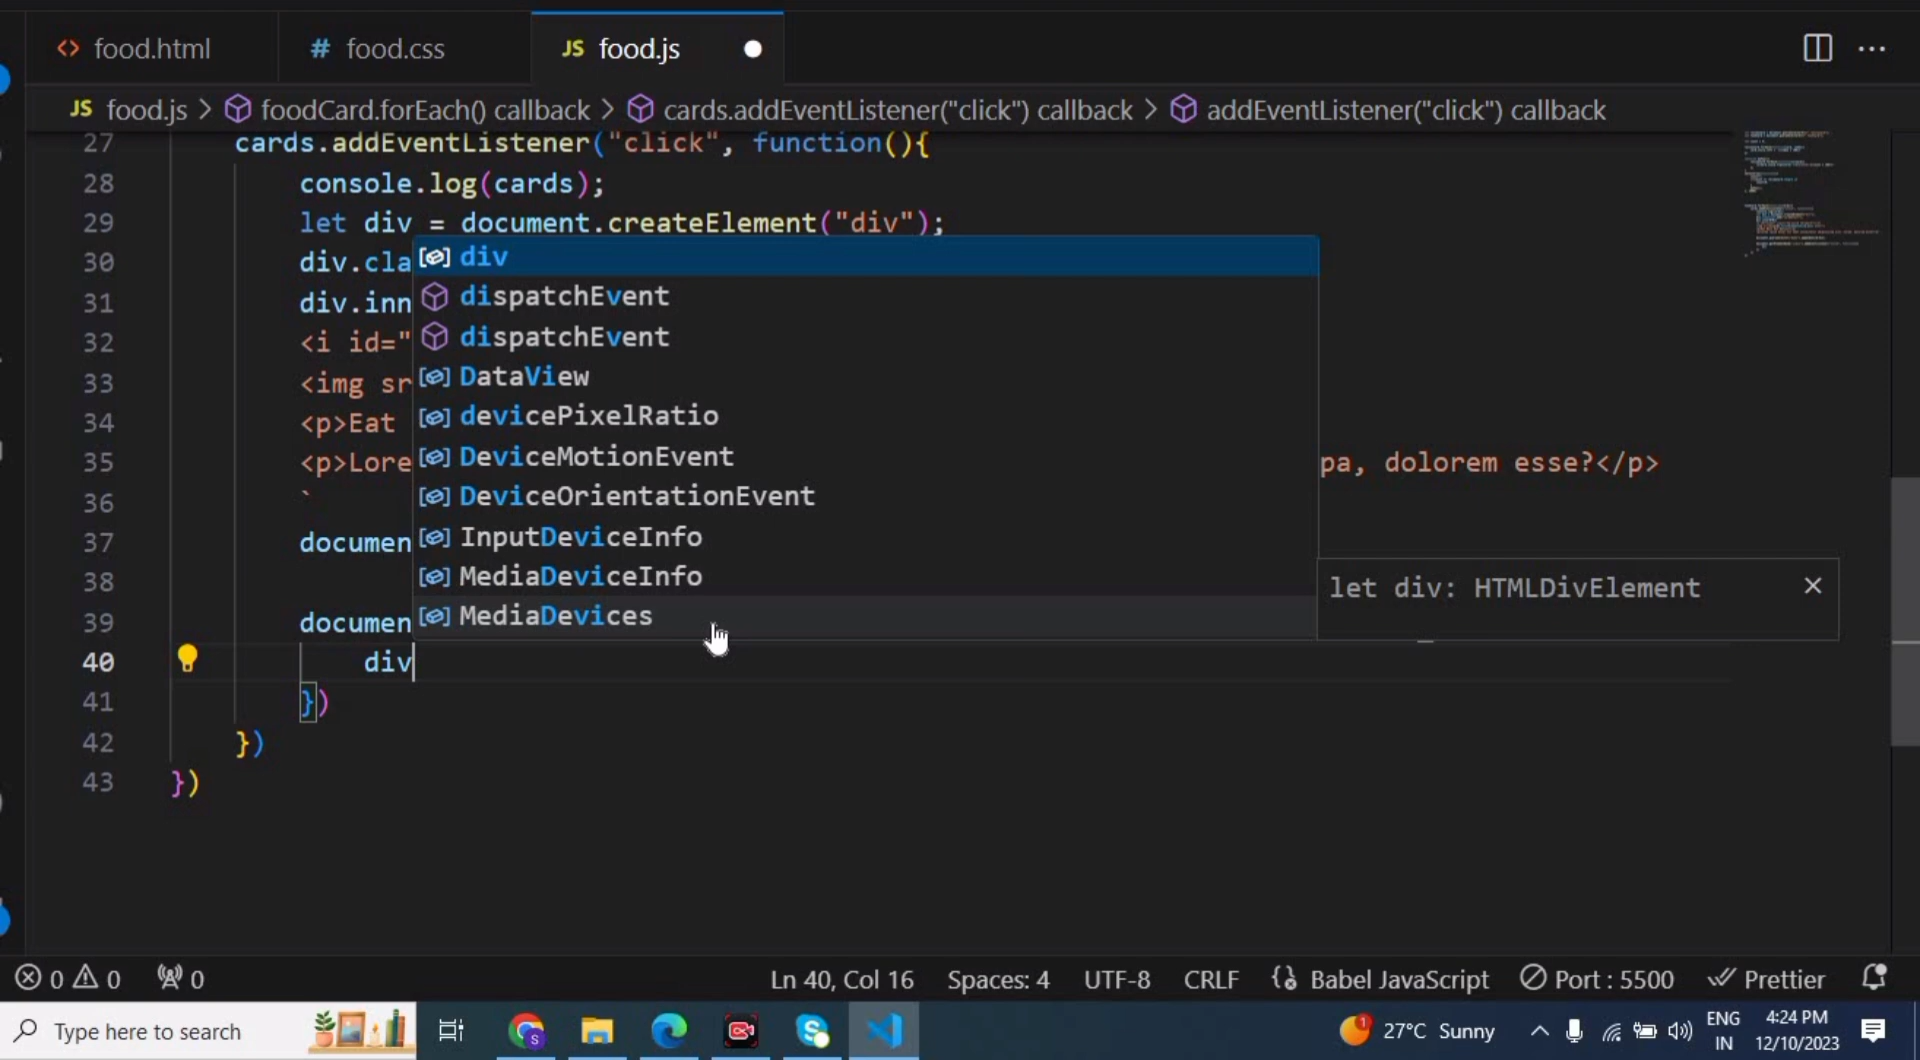 food.html
food.css
JS food.js
JS food.js > foodCard.forEach() callback > cards.addEventListener("click") callback > addEventListener("click") callback
27 cards.addEventListener("click", function(){
28 console.log(cards);
29 let div = document.createElement("div");
30 div.cla
div
31 div.inn
dispatchEvent
32 <i id="
dispatchEvent
33 <img sr
DataView
34 <p>Eat
devicePixelRatio
DeviceMotionEvent
35 <p>Lore
pa, dolorem esse?</p>
36 `
DeviceOrientationEvent
37 documen
InputDeviceInfo
38
MediaDeviceInfo
let div: HTMLDivElement
39 documen
MediaDevices
40 div
41 })
42 })
43 })
0 0 0
Ln 40, Col 16 Spaces: 4 UTF-8 CRLF Babel JavaScript Port : 5500 Prettier
Type here to search
S
1
27°C Sunny
ENG
IN
4:24 PM
12/10/2023